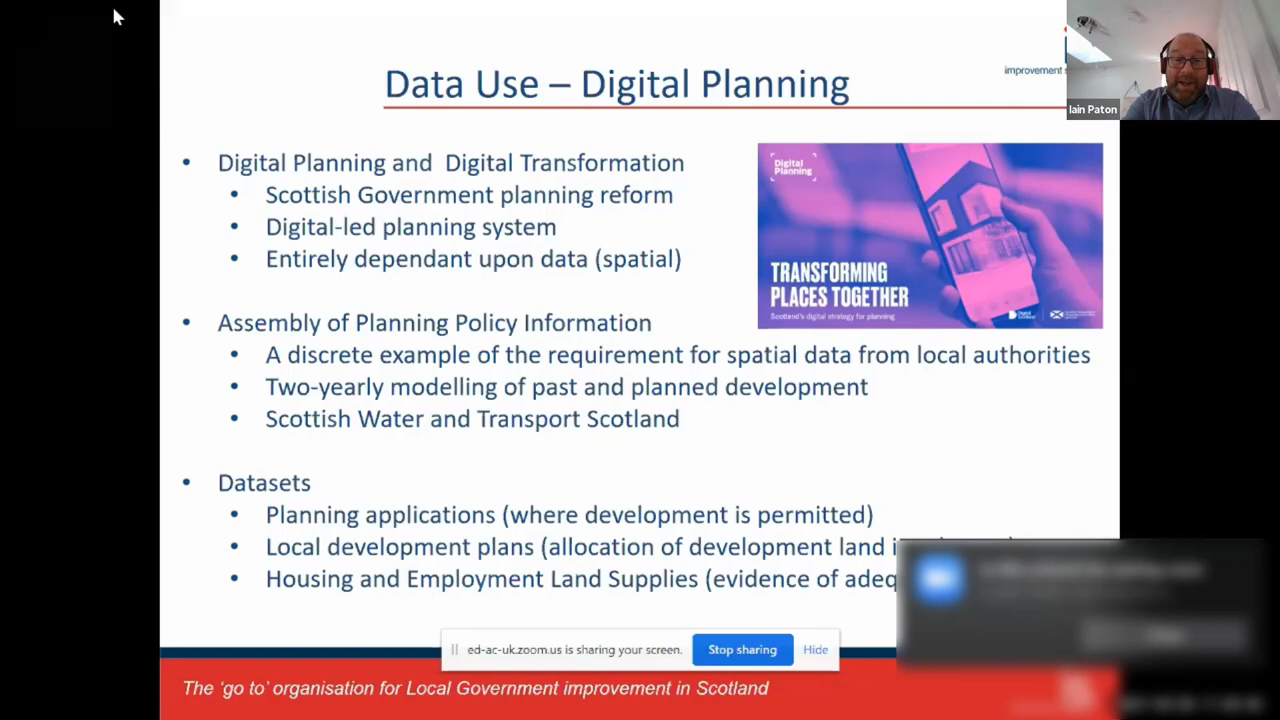 Data Use – Digital Planning
improvement
Iain Paton
• Digital Planning and Digital Transformation
• Scottish Government planning reform
• Digital-led planning system
• Entirely dependant upon data (spatial)
Digital
Planning
TRANSFORMING
PLACES TOGETHER
Scotland's digital strategy for planning
• Assembly of Planning Policy Information
• A discrete example of the requirement for spatial data from local authorities
• Two-yearly modelling of past and planned development
• Scottish Water and Transport Scotland
• Datasets
• Planning applications (where development is permitted)
• Local development plans (allocation of development land
• Housing and Employment Land Supplies (evidence of
ed-ac-uk.zoom.us is sharing your screen.
Stop sharing
Hide
The 'go to' organisation for Local Government improvement in Scotland